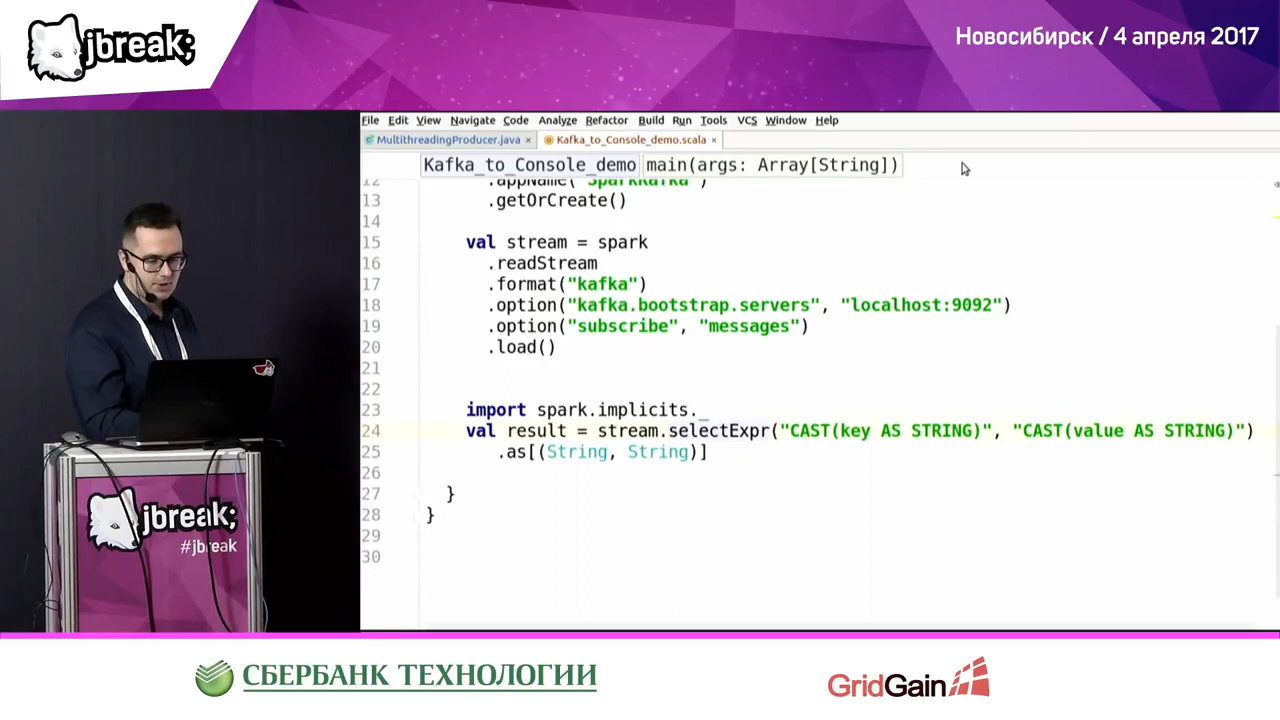 jbreak;
Новосибирск / 4 апреля 2017
File Edit View Navigate Code Analyze Refactor Build Run Tools VCS Window Help
MultithreadingProducer.java × Kafka_to_Console_demo.scala ×
Kafka_to_Console_demo main(args: Array[String])
12 .appName("SparkKafka")
13 .getOrCreate()
14
15 val stream = spark
16 .readStream
17 .format("kafka")
18 .option("kafka.bootstrap.servers", "localhost:9092")
19 .option("subscribe", "messages")
20 .load()
21
22
23 import spark.implicits._
24 val result = stream.selectExpr("CAST(key AS STRING)", "CAST(value AS STRING)")
25 .as[(String, String)]
26
27 }
28 }
29
30
jbreak;
#jbreak
СБЕРБАНК ТЕХНОЛОГИИ
GridGain